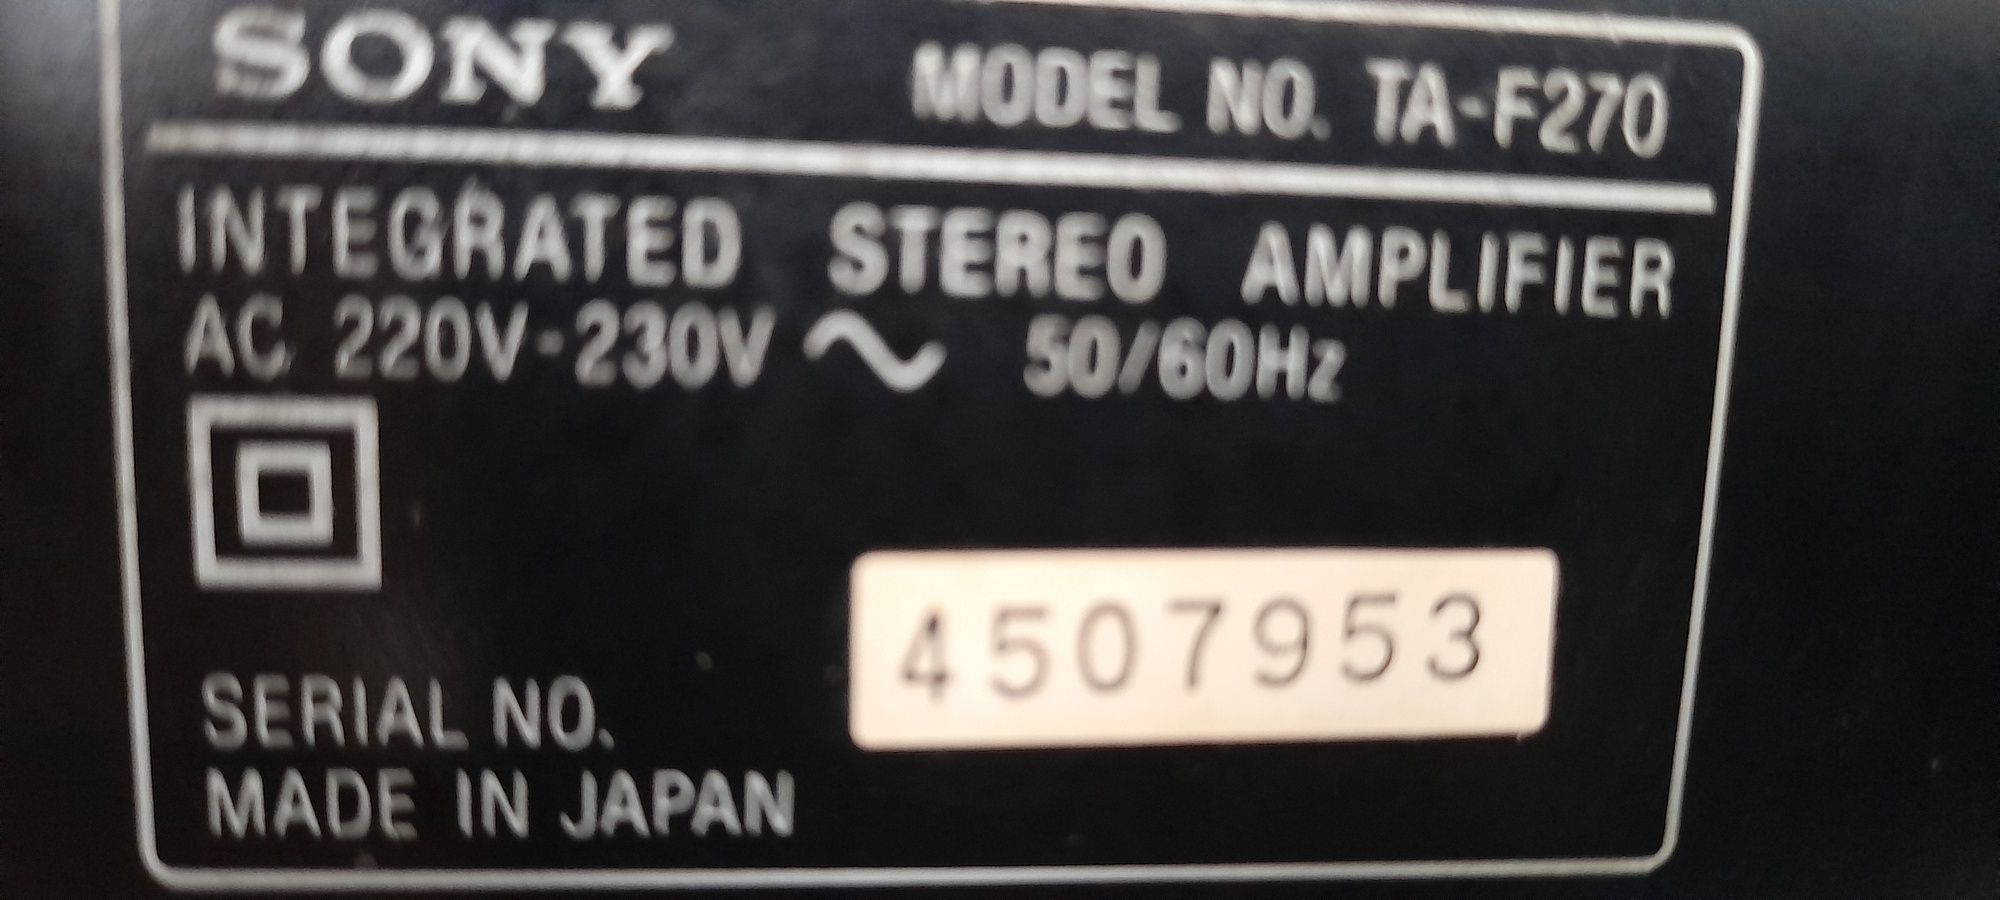 SONY MODEL NO. TA-F270
INTEGRATED STEREO AMPLIFIER
AC 220V-230V ~ 50/60Hz
4507953
SERIAL NO.
MADE IN JAPAN